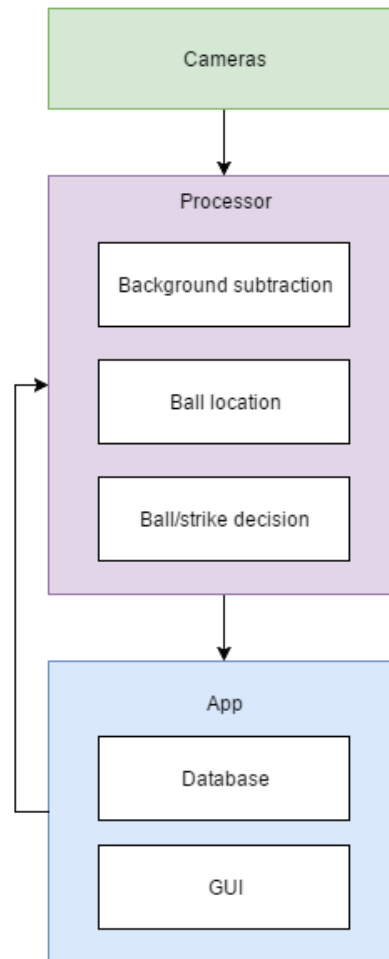 Cameras
Processor
Background subtraction
Ball location
Ball/strike decision
App
Database
GUI